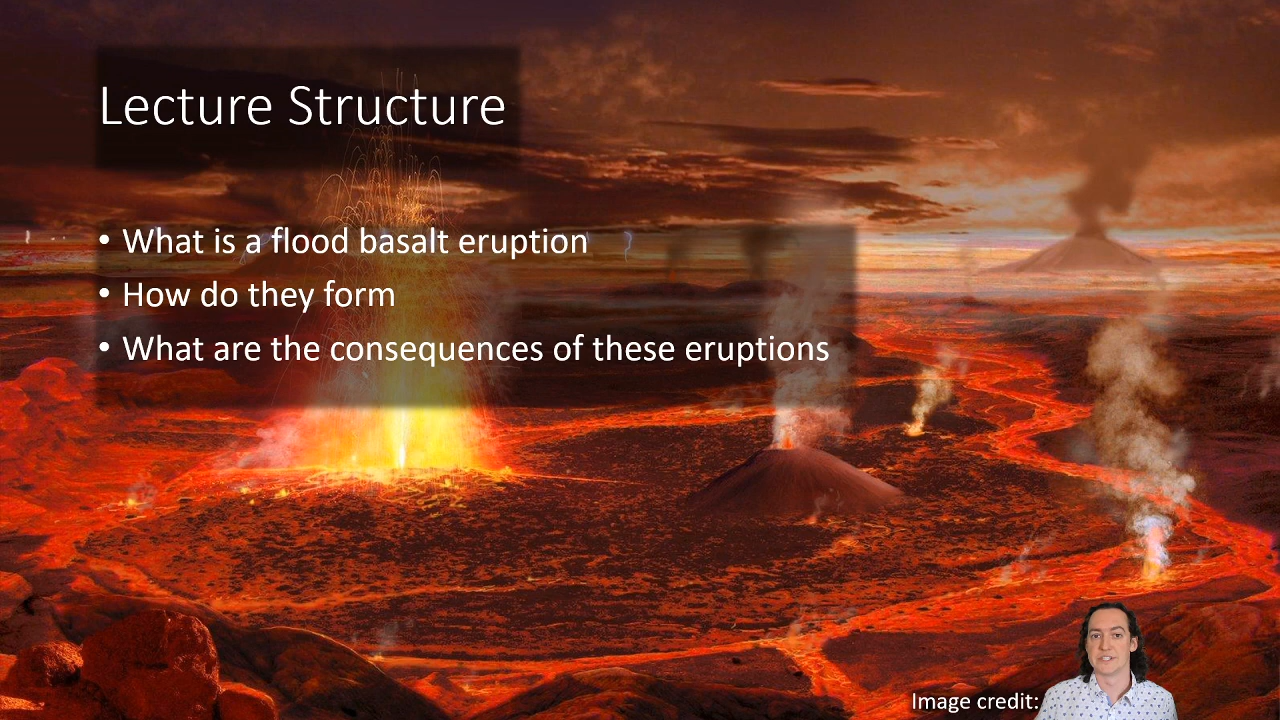 Lecture Structure
• What is a flood basalt eruption
• How do they form
• What are the consequences of these eruptions
Image credit: